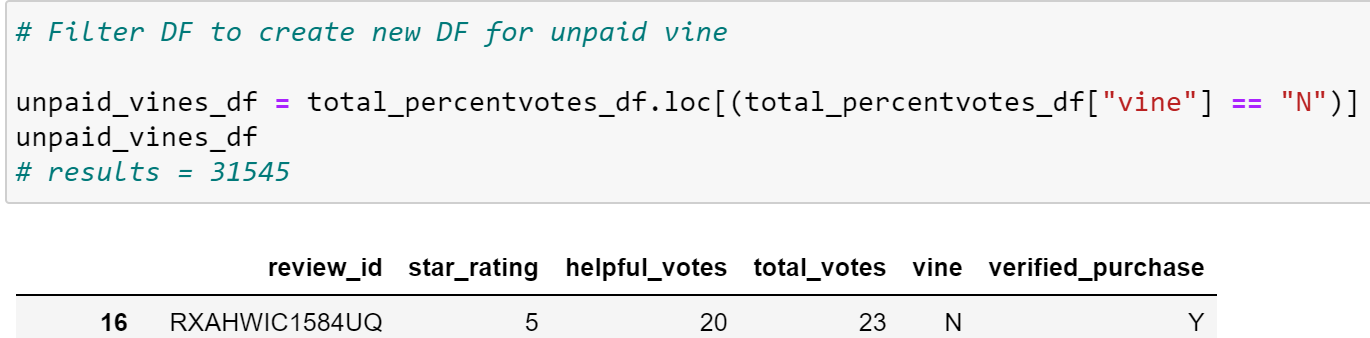 # Filter DF to create new DF for unpaid vine
unpaid_vines_df = total_percentvotes_df.loc[(total_percentvotes_df["vine"] == "N")]
unpaid_vines_df
# results = 31545
review_id star_rating helpful_votes total_votes vine verified_purchase
16 RXAHWIC1584UQ 5 20 23 N Y